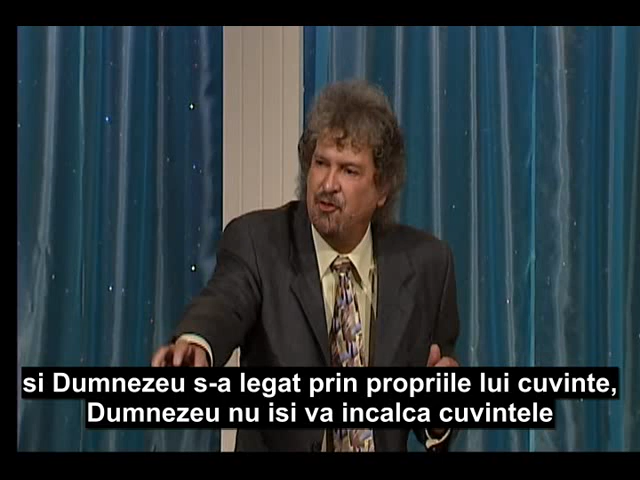 si Dumnezeu s-a legat prin propriile lui cuvinte,
Dumnezeu nu isi va incalca cuvintele